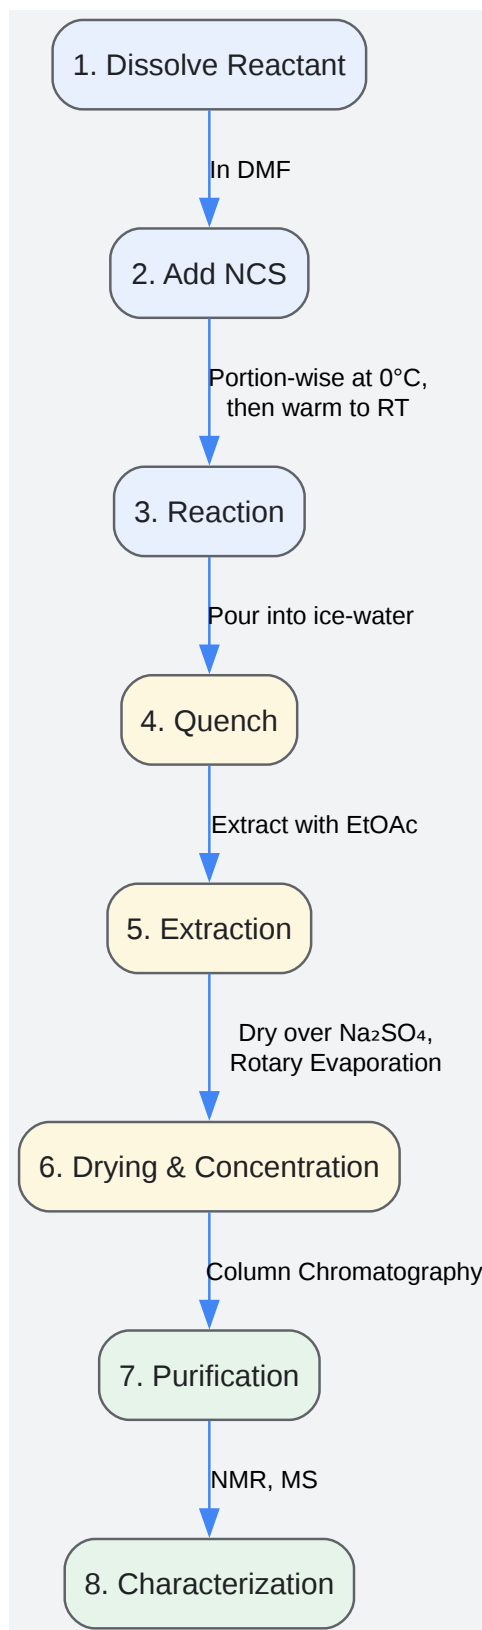 1. Dissolve Reactant
In DMF
2. Add NCS
Portion-wise at 0°C,
then warm to RT
3. Reaction
Pour into ice-water
4. Quench
Extract with EtOAc
5. Extraction
Dry over Na₂SO₄,
Rotary Evaporation
6. Drying & Concentration
Column Chromatography
7. Purification
NMR, MS
8. Characterization